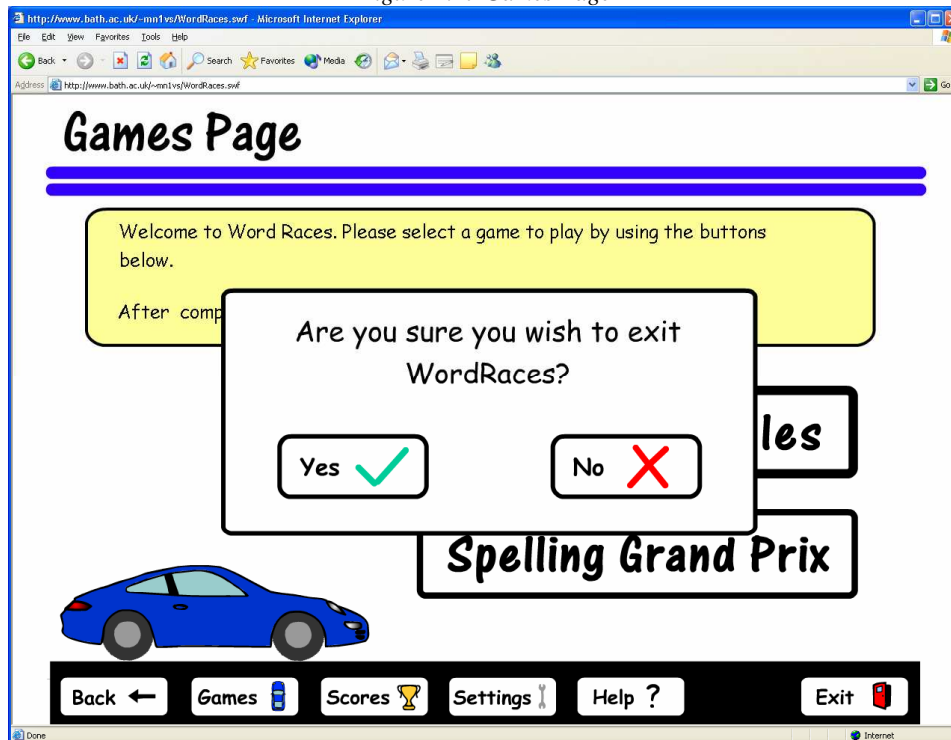 http://www.bath.ac.uk/~mn1vs/WordRaces.swf - Microsoft Internet Explorer
File Edit View Favorites Tools Help
Back Search Favorites Media
Address http://www.bath.ac.uk/~mn1vs/WordRaces.swf Go
Games Page
Welcome to Word Races. Please select a game to play by using the buttons
below.
After comp
Are you sure you wish to exit
WordRaces?
les
Yes No
Spelling Grand Prix
Back Games Scores Settings Help ? Exit
Done Internet